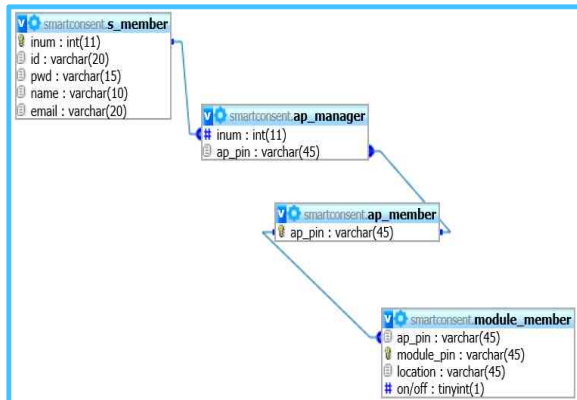 v smartconsent.s_member
inum : int(11)
id : varchar(20)
pwd : varchar(15)
name : varchar(10)
email : varchar(20)
v smartconsent.ap_manager
# inum : int(11)
ap_pin : varchar(45)
v smartconsent.ap_member
ap_pin : varchar(45)
v smartconsent.module_member
ap_pin : varchar(45)
module_pin : varchar(45)
location : varchar(45)
# on/off : tinyint(1)